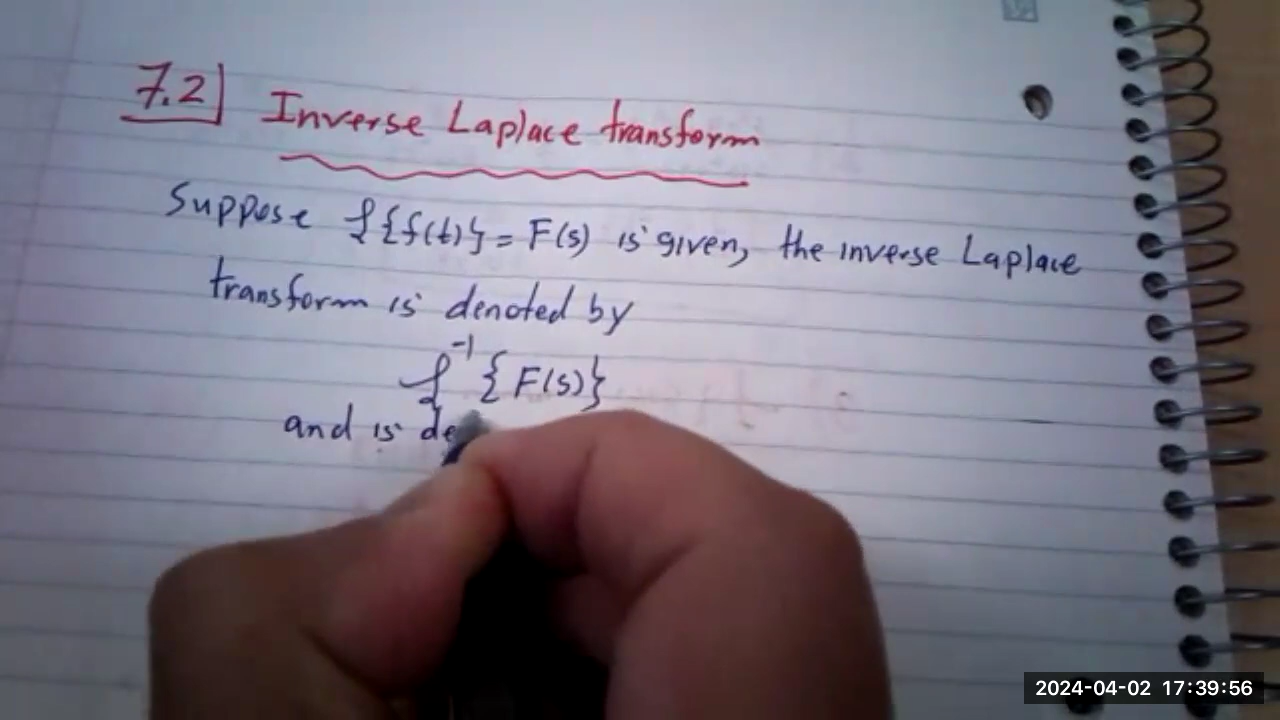 7.2 Inverse Laplace transform
Suppose ℒ{f(t)} = F(s) is given, the inverse Laplace
transform is denoted by
ℒ⁻¹{F(s)}
and is de
2024-04-02 17:39:56